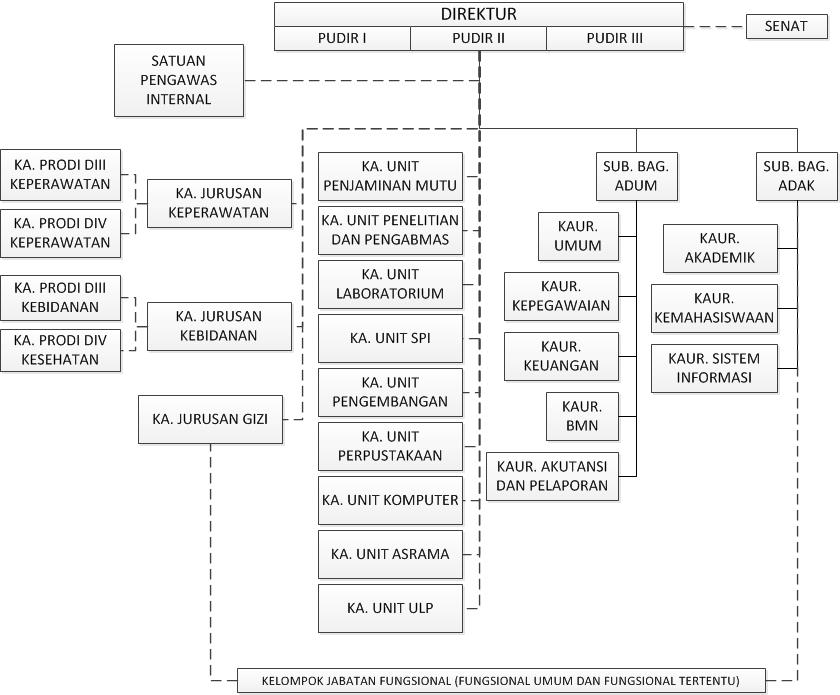 DIREKTUR
PUDIR I
PUDIR II
PUDIR III
SENAT
SATUAN
PENGAWAS
INTERNAL
KA. PRODI DIII
KEPERAWATAN
KA. PRODI DIV
KEPERAWATAN
KA. JURUSAN
KEPERAWATAN
KA. PRODI DIII
KEBIDANAN
KA. PRODI DIV
KESEHATAN
KA. JURUSAN
KEBIDANAN
KA. JURUSAN GIZI
KA. UNIT
PENJAMINAN MUTU
KA. UNIT PENELITIAN
DAN PENGABMAS
KA. UNIT
LABORATORIUM
KA. UNIT SPI
KA. UNIT
PENGEMBANGAN
KA. UNIT
PERPUSTAKAAN
KA. UNIT KOMPUTER
KA. UNIT ASRAMA
KA. UNIT ULP
SUB. BAG.
ADUM
KAUR.
UMUM
KAUR.
KEPEGAWAIAN
KAUR.
KEUANGAN
KAUR.
BMN
KAUR. AKUTANSI
DAN PELAPORAN
SUB. BAG.
ADAK
KAUR.
AKADEMIK
KAUR.
KEMAHASISWAAN
KAUR. SISTEM
INFORMASI
KELOMPOK JABATAN FUNGSIONAL (FUNGSIONAL UMUM DAN FUNGSIONAL TERTENTU)